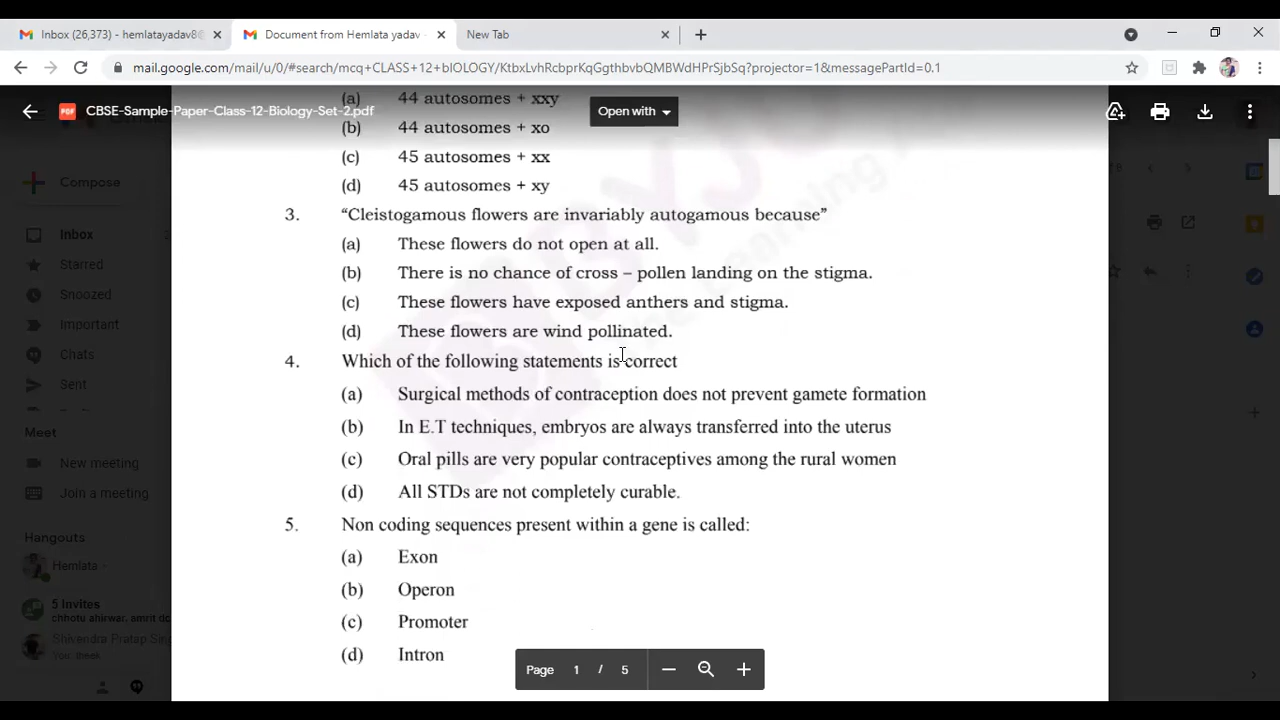 Inbox (26,373) - hemlatayadav8@
Document from Hemlata yadav -
New Tab
mail.google.com/mail/u/0/#search/mcq+CLASS+12+bIOLOGY/KtbxLvhRcbprKqGgthbvbQMBWdHPrSjbSq?projector=1&messagePartId=0.1
PDF
CBSE-Sample-Paper-Class-12-Biology-Set-2.pdf
Open with
Compose
Inbox
Starred
Snoozed
Important
Chats
Sent
Meet
New meeting
Join a meeting
Hangouts
Hemlata
5 Invites
chhotu ahirwar, amrit dc
Shivendra Pratap Sing
(a) 44 autosomes + xxy
(b) 44 autosomes + xo
(c) 45 autosomes + xx
(d) 45 autosomes + xy
3. “Cleistogamous flowers are invariably autogamous because”
(a) These flowers do not open at all.
(b) There is no chance of cross – pollen landing on the stigma.
(c) These flowers have exposed anthers and stigma.
(d) These flowers are wind pollinated.
4. Which of the following statements is correct
(a) Surgical methods of contraception does not prevent gamete formation
(b) In E.T techniques, embryos are always transferred into the uterus
(c) Oral pills are very popular contraceptives among the rural women
(d) All STDs are not completely curable.
5. Non coding sequences present within a gene is called:
(a) Exon
(b) Operon
(c) Promoter
(d) Intron
Page 1 / 5